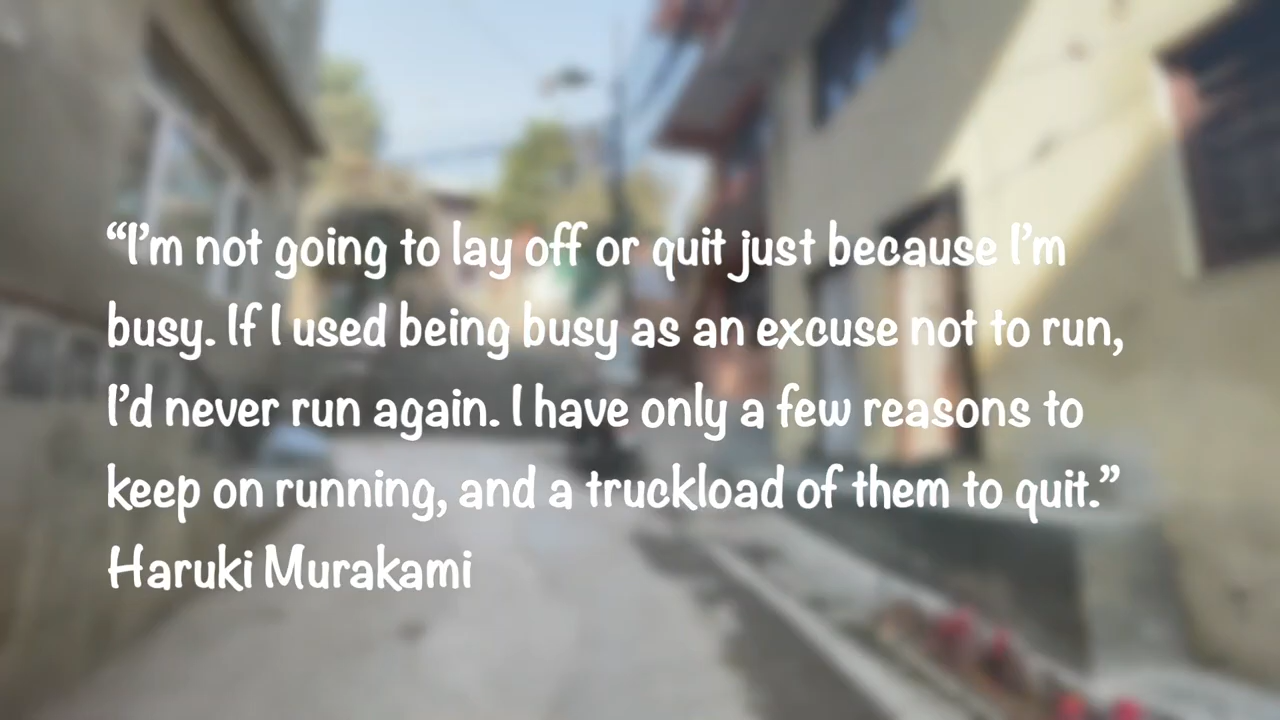 “I’m not going to lay off or quit just because I’m
busy. If I used being busy as an excuse not to run,
I’d never run again. I have only a few reasons to
keep on running, and a truckload of them to quit.”
Haruki Murakami